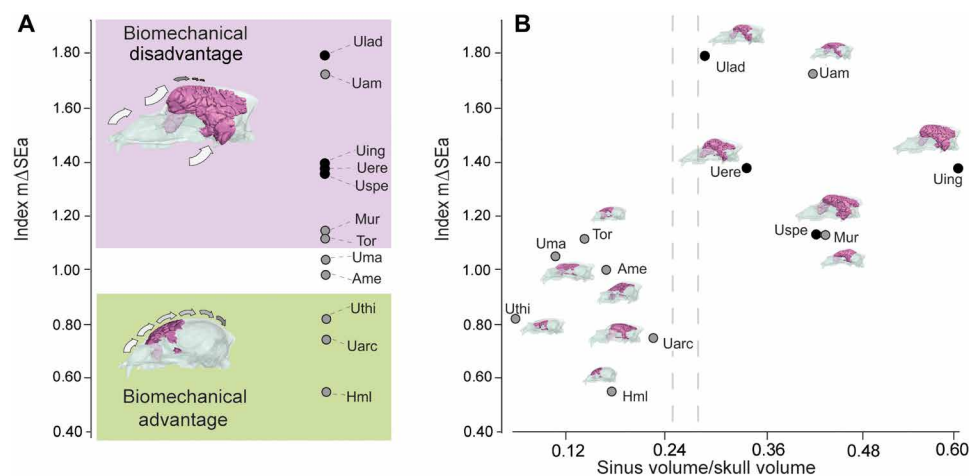 A
B
Index mΔSEa
1.80
1.60
1.40
1.20
1.00
0.80
0.60
0.40
Biomechanical
disadvantage
Ulad
Uam
Uing
Uere
Uspe
Mur
Tor
Uma
Ame
Uthi
Uarc
Hml
Biomechanical
advantage
Index mΔSEa
1.80
1.60
1.40
1.20
1.00
0.80
0.60
0.40
Ulad
Uam
Uere
Uing
Uspe
Mur
Tor
Uma
Ame
Uthi
Uarc
Hml
0.12
0.24
0.36
0.48
0.60
Sinus volume/skull volume